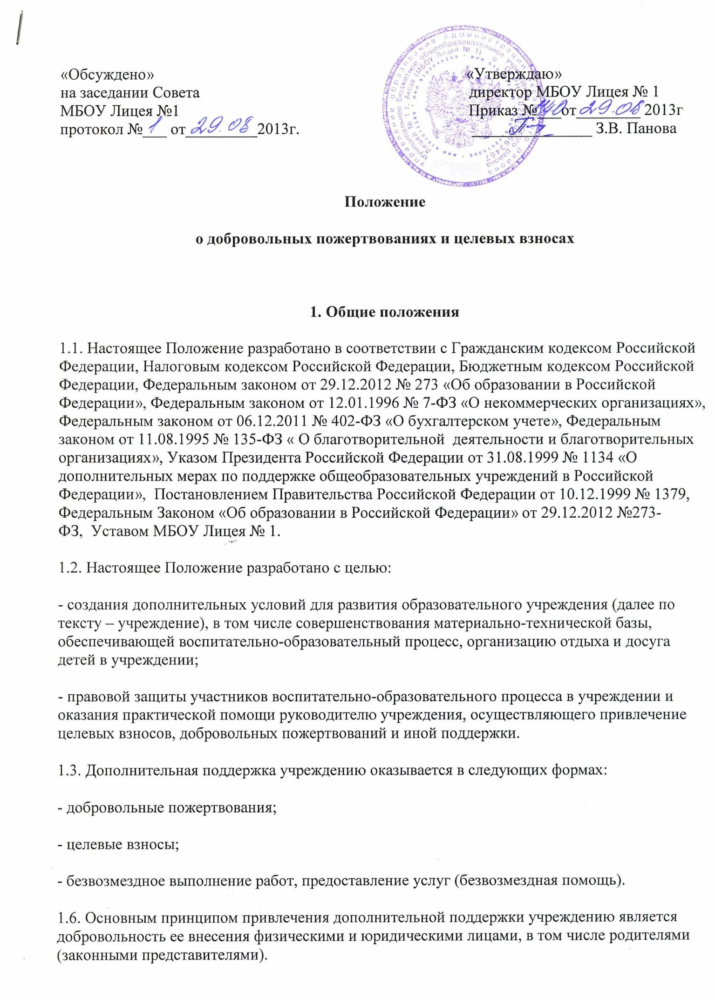 «Обсуждено»
на заседании Совета
МБОУ Лицея №1
протокол № 1 от 29.08 2013г.
«Утверждаю»
директор МБОУ Лицея № 1
Приказ № 140 от 29.08 2013г
З.В. Панова
Управление образования Администрации Аксайского района
Муниципальное бюджетное общеобразовательное учреждение
Лицей № 1 г. Аксая (МБОУ Лицей № 1)
ИНН 6102015399 • ИНН 6102015399
Положение
о добровольных пожертвованиях и целевых взносах
1. Общие положения
1.1. Настоящее Положение разработано в соответствии с Гражданским кодексом Российской
Федерации, Налоговым кодексом Российской Федерации, Бюджетным кодексом Российской
Федерации, Федеральным законом от 29.12.2012 № 273 «Об образовании в Российской
Федерации», Федеральным законом от 12.01.1996 № 7-ФЗ «О некоммерческих организациях»,
Федеральным законом от 06.12.2011 № 402-ФЗ «О бухгалтерском учете», Федеральным
законом от 11.08.1995 № 135-ФЗ « О благотворительной  деятельности и благотворительных
организациях», Указом Президента Российской Федерации от 31.08.1999 № 1134 «О
дополнительных мерах по поддержке общеобразовательных учреждений в Российской
Федерации»,  Постановлением Правительства Российской Федерации от 10.12.1999 № 1379,
Федеральным Законом «Об образовании в Российской Федерации» от 29.12.2012 №273-
ФЗ,  Уставом МБОУ Лицея № 1.
1.2. Настоящее Положение разработано с целью:
- создания дополнительных условий для развития образовательного учреждения (далее по
тексту – учреждение), в том числе совершенствования материально-технической базы,
обеспечивающей воспитательно-образовательный процесс, организацию отдыха и досуга
детей в учреждении;
- правовой защиты участников воспитательно-образовательного процесса в учреждении и
оказания практической помощи руководителю учреждения, осуществляющего привлечение
целевых взносов, добровольных пожертвований и иной поддержки.
1.3. Дополнительная поддержка учреждению оказывается в следующих формах:
- добровольные пожертвования;
- целевые взносы;
- безвозмездное выполнение работ, предоставление услуг (безвозмездная помощь).
1.6. Основным принципом привлечения дополнительной поддержки учреждению является
добровольность ее внесения физическими и юридическими лицами, в том числе родителями
(законными представителями).